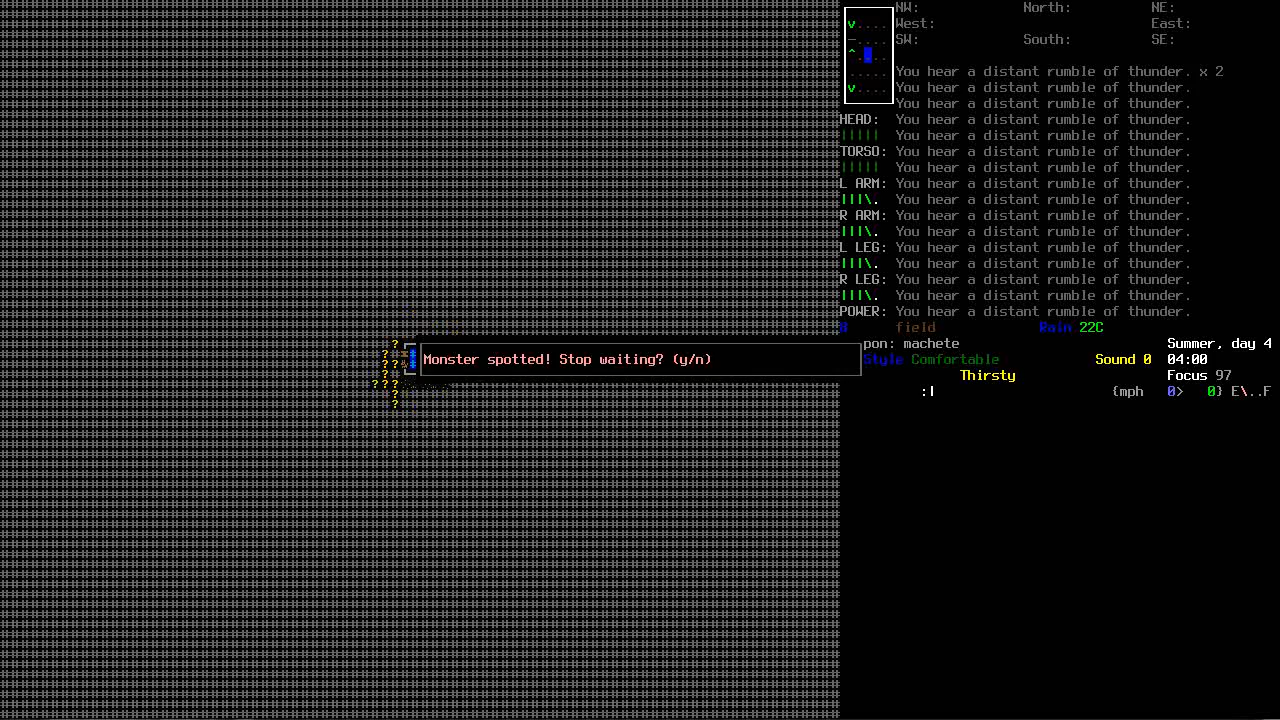 NW: North: NE:
West: East:
SW: South: SE:
You hear a distant rumble of thunder. x 2
You hear a distant rumble of thunder.
You hear a distant rumble of thunder.
HEAD: You hear a distant rumble of thunder.
||||| You hear a distant rumble of thunder.
TORSO: You hear a distant rumble of thunder.
||||| You hear a distant rumble of thunder.
L ARM: You hear a distant rumble of thunder.
|||\. You hear a distant rumble of thunder.
R ARM: You hear a distant rumble of thunder.
|||\. You hear a distant rumble of thunder.
L LEG: You hear a distant rumble of thunder.
|||\. You hear a distant rumble of thunder.
R LEG: You hear a distant rumble of thunder.
|||\. You hear a distant rumble of thunder.
POWER: You hear a distant rumble of thunder.
0 field Rain 22C
pon: machete Summer, day 4
Monster spotted! Stop waiting? (y/n)
Style Comfortable Sound 0 04:00
Thirsty Focus 97
:| {mph 0> 0} E\..F